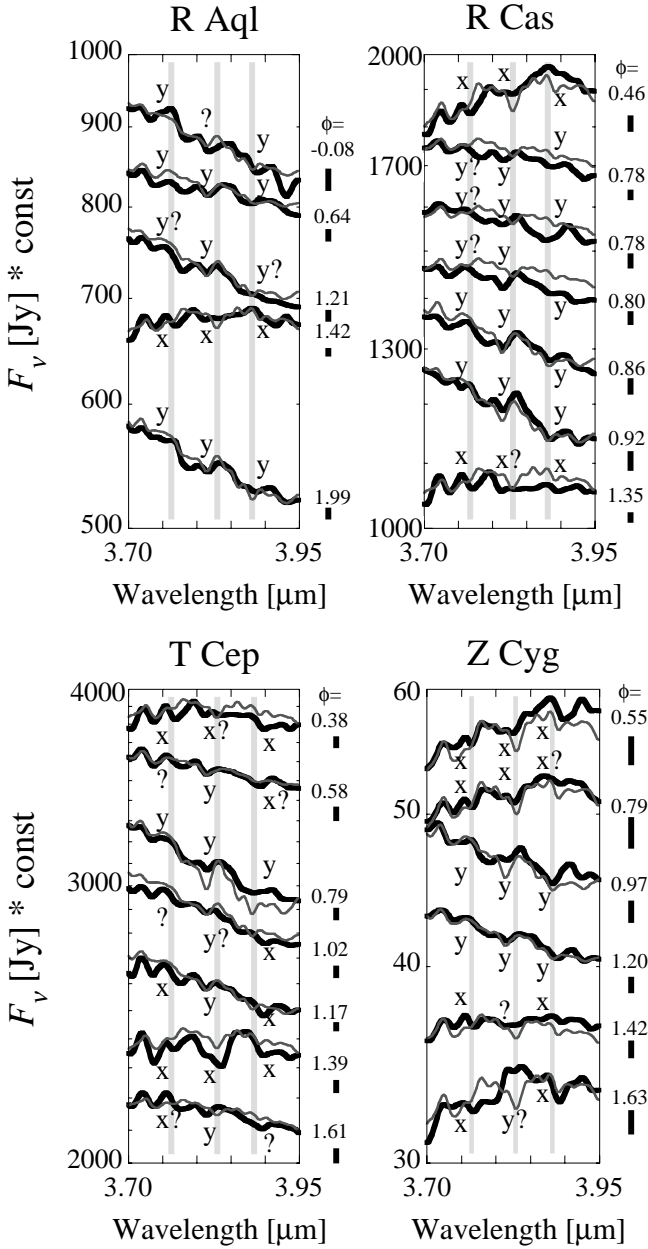 R Aql
R Cas
1000
900
800
700
600
500
F_ν [Jy] * const
y
?
y
y
y
y
y?
y
y?
x
x
x
y
y
y
ϕ=
-0.08
0.64
1.21
1.42
1.99
3.70
3.95
Wavelength [μm]
2000
1700
1300
1000
x
x
x
y?
y
y
y?
y
y
y?
y
y
y
y
y
y
y
y
x
x?
x
ϕ=
0.46
0.78
0.78
0.80
0.86
0.92
1.35
3.70
3.95
Wavelength [μm]
T Cep
Z Cyg
4000
3000
2000
F_ν [Jy] * const
x
x?
x
?
y
x?
y
y
y
?
y?
x
x
y
x
x
x
x
x?
y
?
ϕ=
0.38
0.58
0.79
1.02
1.17
1.39
1.61
3.70
3.95
Wavelength [μm]
60
50
40
30
x
x
x?
x
x
x
y
y
y
y
y
y
x
?
x
x
y?
x
ϕ=
0.55
0.79
0.97
1.20
1.42
1.63
3.70
3.95
Wavelength [μm]